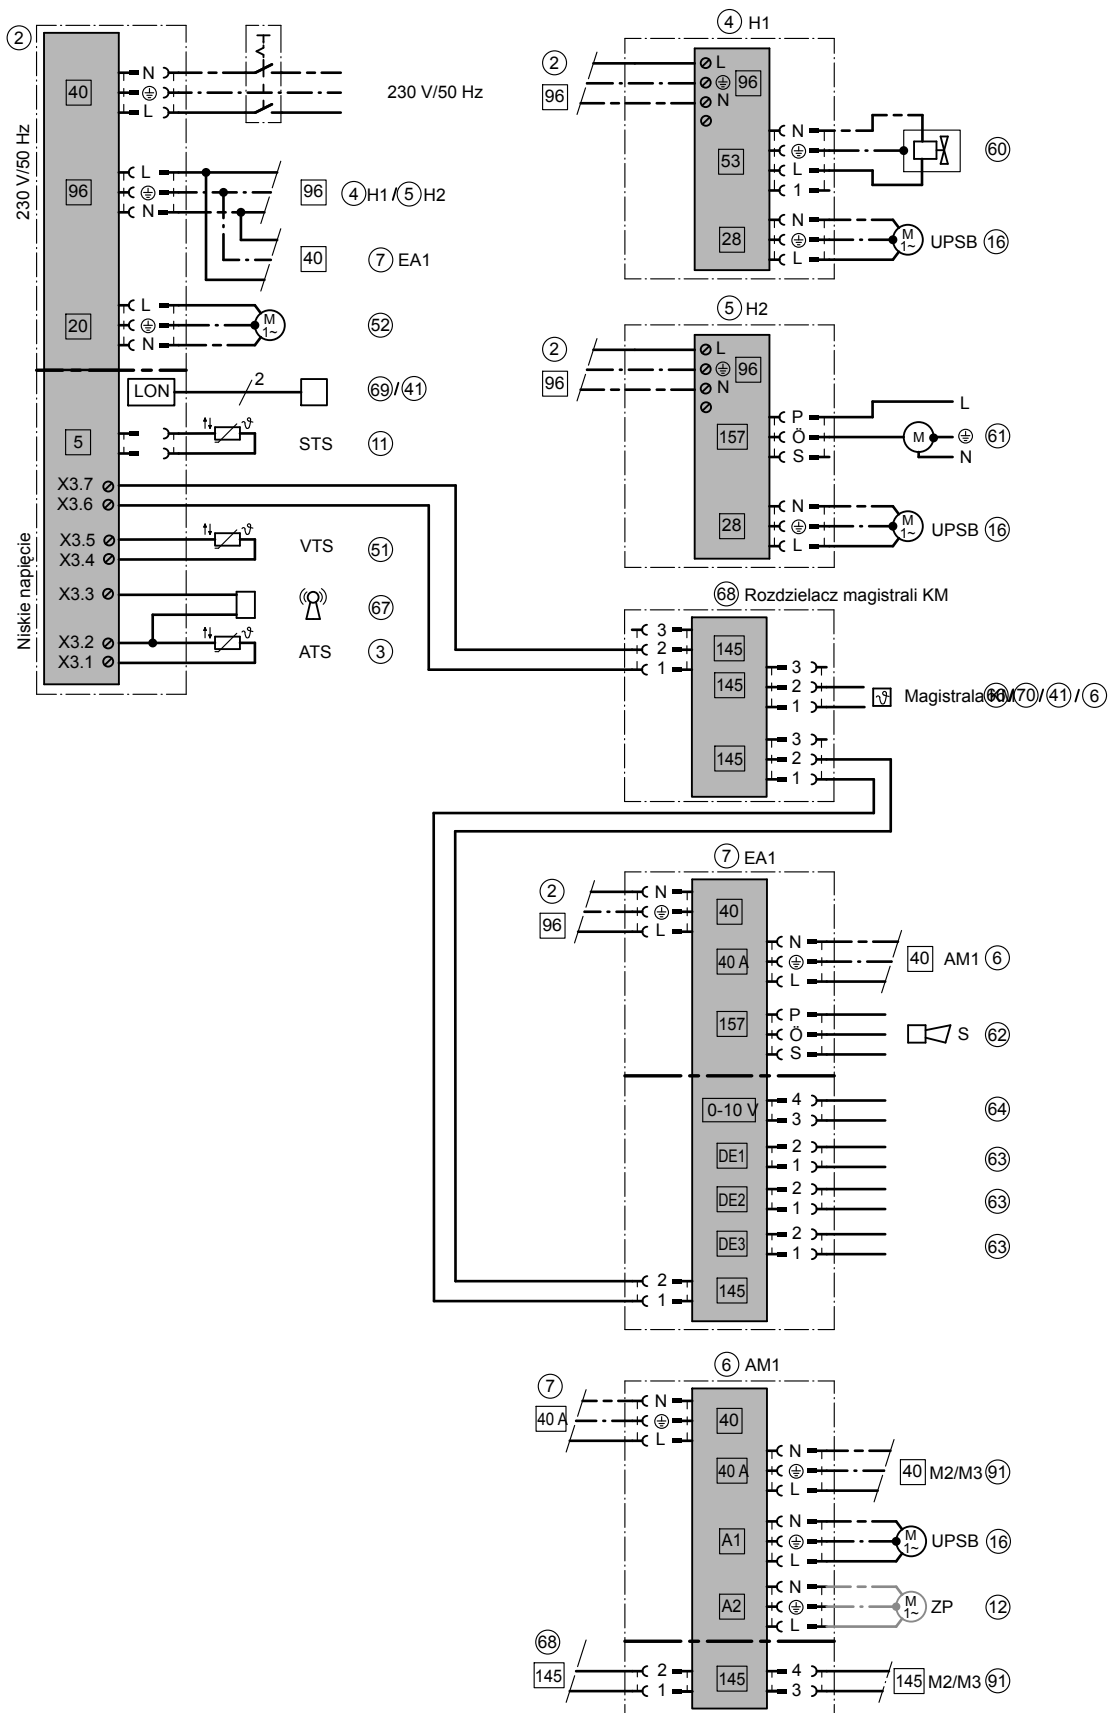 2
230 V/50 Hz
40
N
L
230 V/50 Hz
96
L
N
96 4 H1 / 5 H2
40 7 EA1
20
L
N
M
1~
52
LON
2
69 / 41
Niskie napięcie
5
STS 11
X3.7
X3.6
X3.5
X3.4
VTS 51
X3.3
67
X3.2
X3.1
ATS 3
ϑ
ϑ
ϑ
4 H1
2
96
L
N
96
53
N
L
1
60
28
N
L
M
1~
UPSB 16
5 H2
2
96
L
N
96
157
P
Ö
S
M
L
N
61
28
N
L
M
1~
UPSB 16
68 Rozdzielacz magistrali KM
3
2
1
145
145
3
2
1
ϑ Magistrala / 70 / 41 / 6
145
3
2
1
7 EA1
2
96
N
L
40
40 A
N
L
40 AM1 6
157
P
Ö
S
S 62
0-10 V
4
3
64
DE1
2
1
63
DE2
2
1
63
DE3
2
1
63
2
1
145
6 AM1
7
40 A
N
L
40
40 A
N
L
40 M2/M3 91
A1
N
L
M
1~
UPSB 16
A2
N
L
M
1~
ZP 12
68
145
2
1
145
4
3
145 M2/M3 91